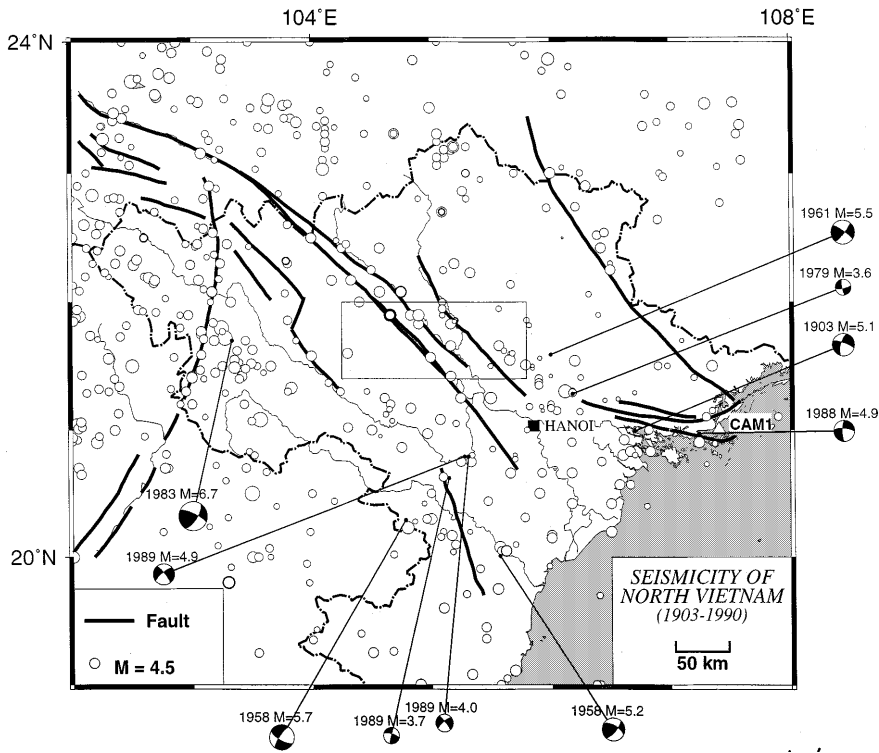 104°E
108°E
24°N
1961 M=5.5
1979 M=3.6
1903 M=5.1
1988 M=4.9
CAM1
HANOI
1983 M=6.7
1989 M=4.9
20°N
SEISMICITY OF
NORTH VIETNAM
(1903-1990)
50 km
Fault
M = 4.5
1958 M=5.7
1989 M=3.7
1989 M=4.0
1958 M=5.2